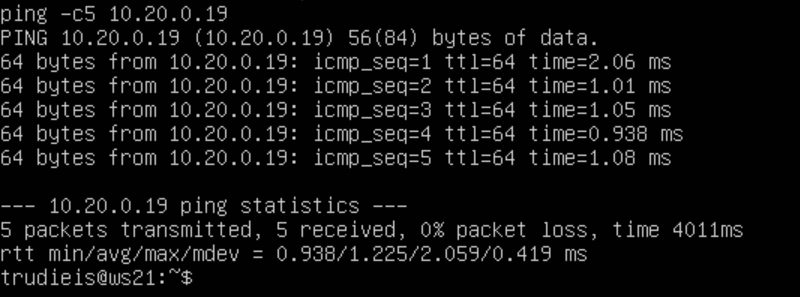 ping -c5 10.20.0.19
PING 10.20.0.19 (10.20.0.19) 56(84) bytes of data.
64 bytes from 10.20.0.19: icmp_seq=1 ttl=64 time=2.06 ms
64 bytes from 10.20.0.19: icmp_seq=2 ttl=64 time=1.01 ms
64 bytes from 10.20.0.19: icmp_seq=3 ttl=64 time=1.05 ms
64 bytes from 10.20.0.19: icmp_seq=4 ttl=64 time=0.938 ms
64 bytes from 10.20.0.19: icmp_seq=5 ttl=64 time=1.08 ms
--- 10.20.0.19 ping statistics ---
5 packets transmitted, 5 received, 0% packet loss, time 4011ms
rtt min/avg/max/mdev = 0.938/1.225/2.059/0.419 ms
trudieis@ws21:~$